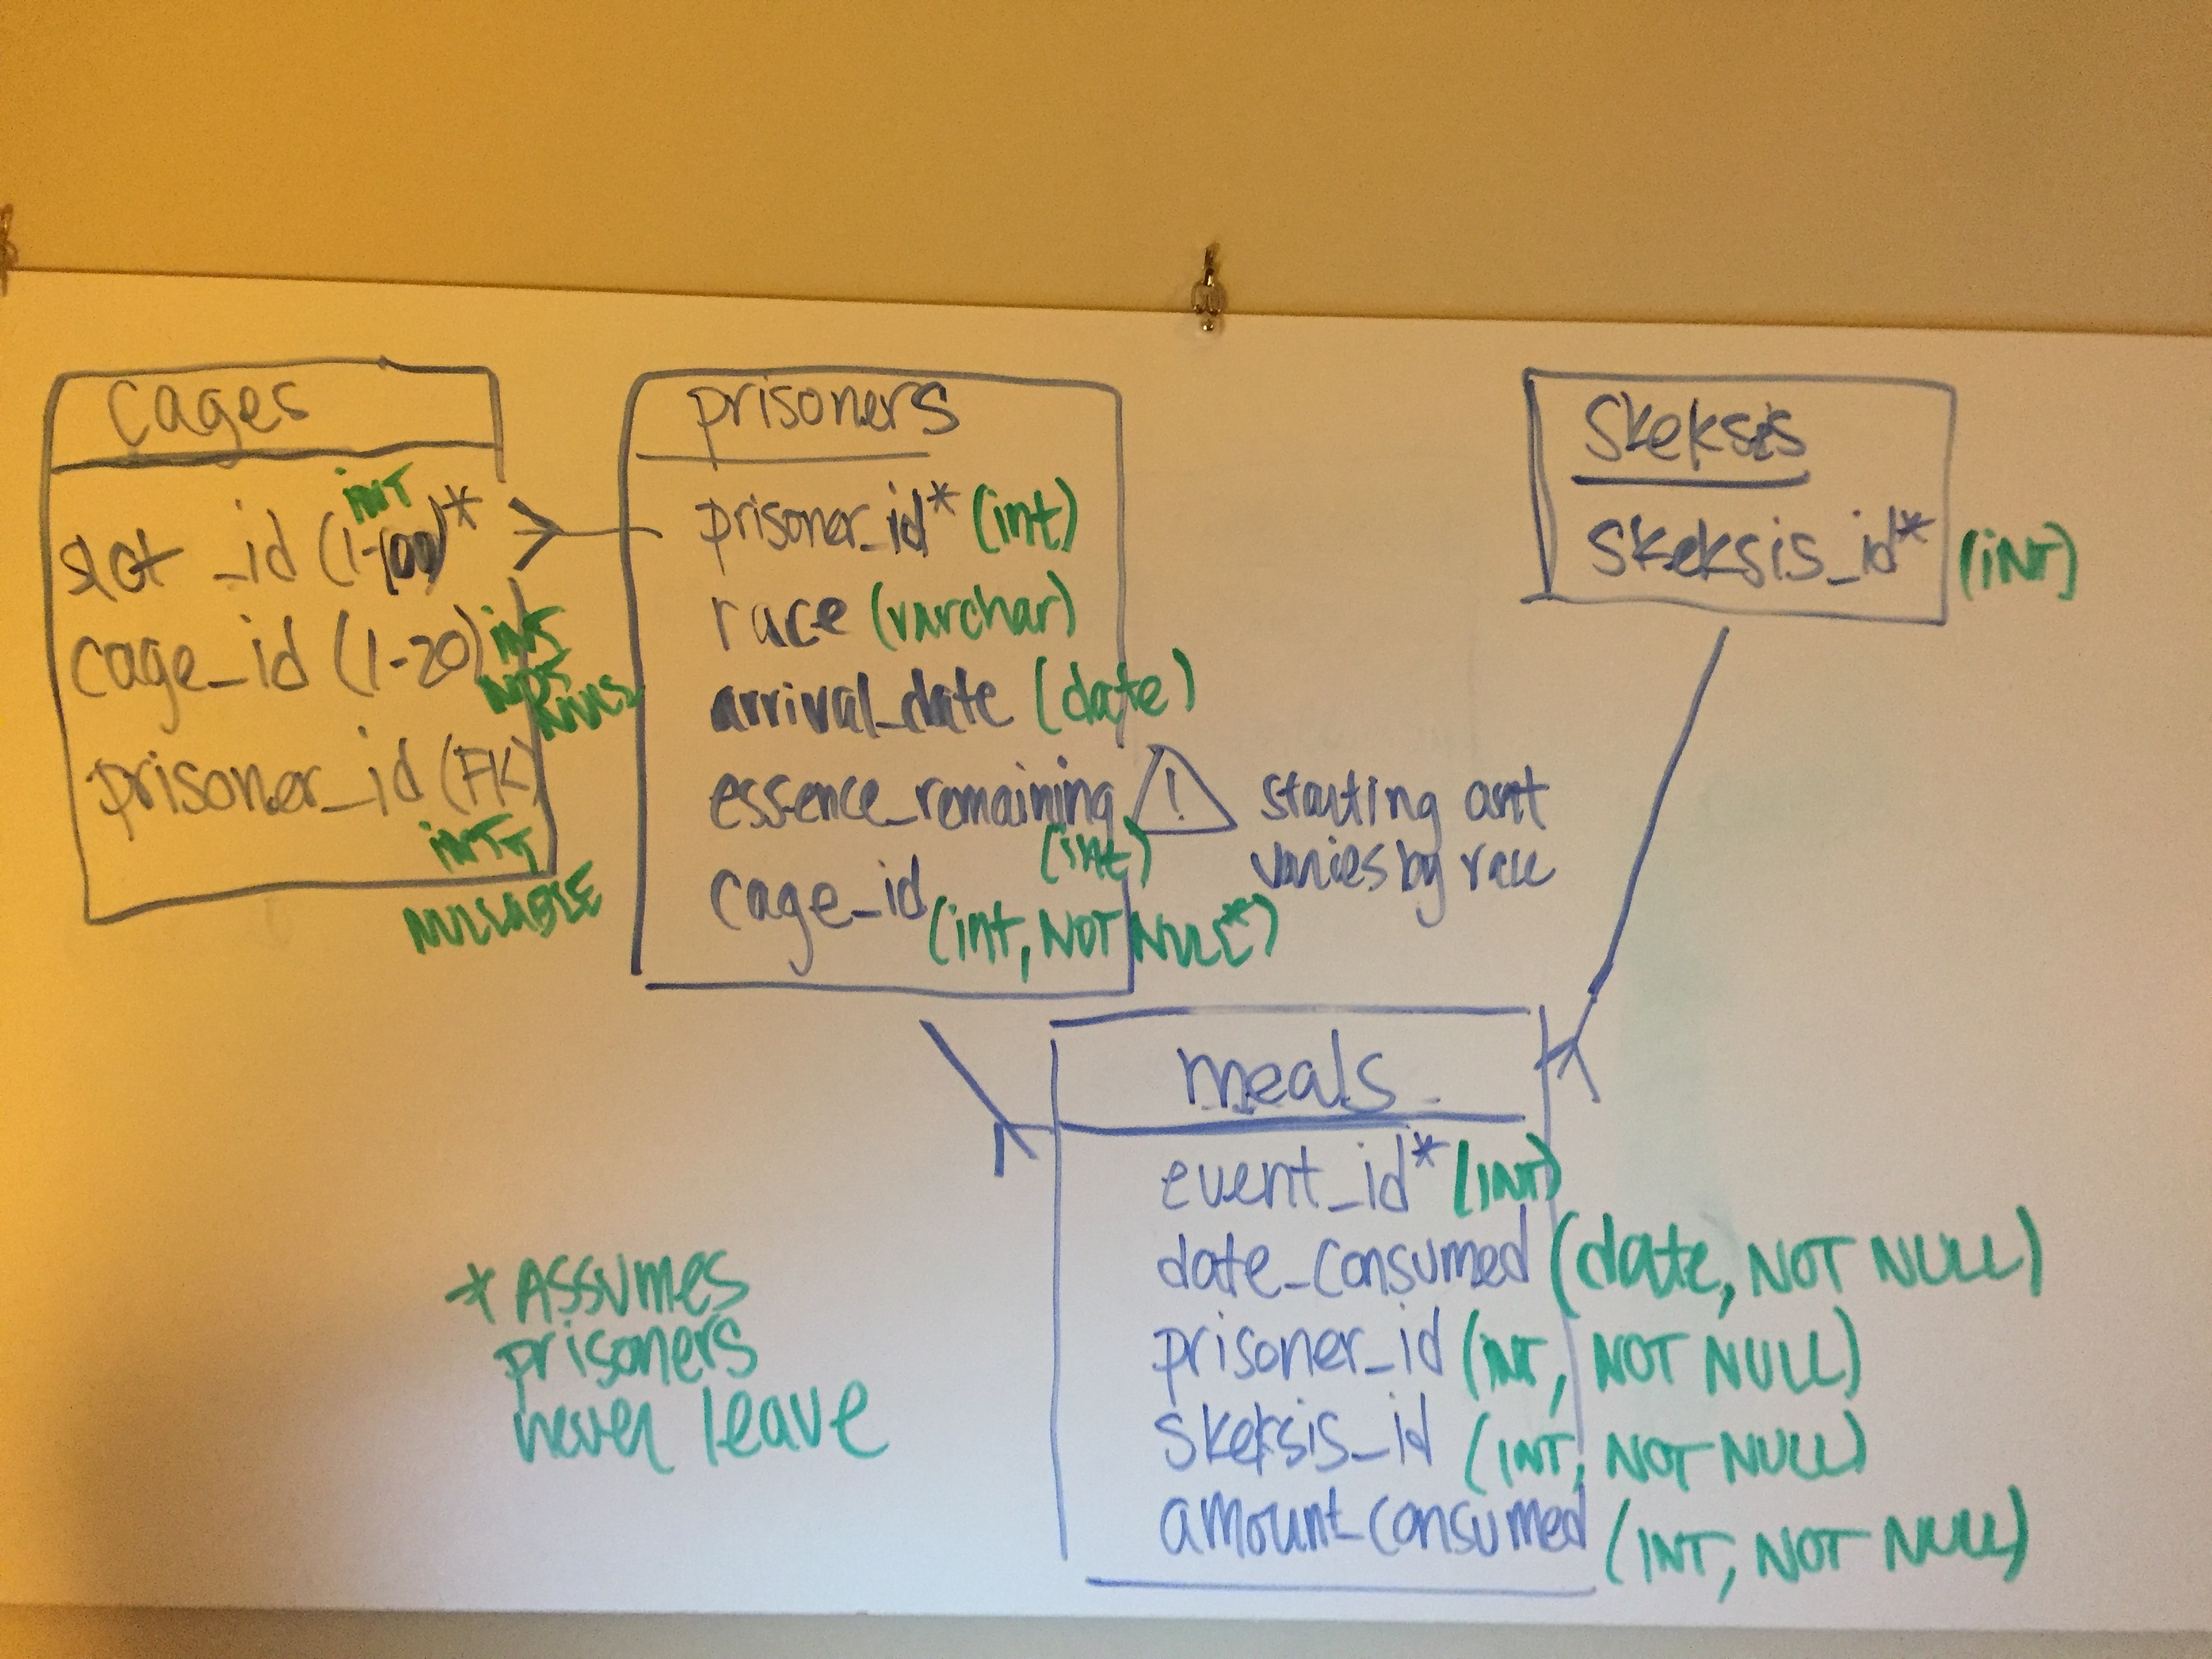 cages
slot_id (1-100)* INT
cage_id (1-20) INT
NOT
NULL
prisoner_id (FK)
INT
NULLABLE
prisoners
prisoner_id* (int)
race (varchar)
arrival_date (date)
essence_remaining
(int)
! starting amt
varies by race
cage_id (int, NOT NULL*)
skeksis
skeksis_id* (INT)
meals
event_id* (INT)
date_consumed (date, NOT NULL)
prisoner_id (INT, NOT NULL)
skeksis_id (INT, NOT NULL)
amount_consumed (INT, NOT NULL)
* ASSUMES
prisoners
never leave